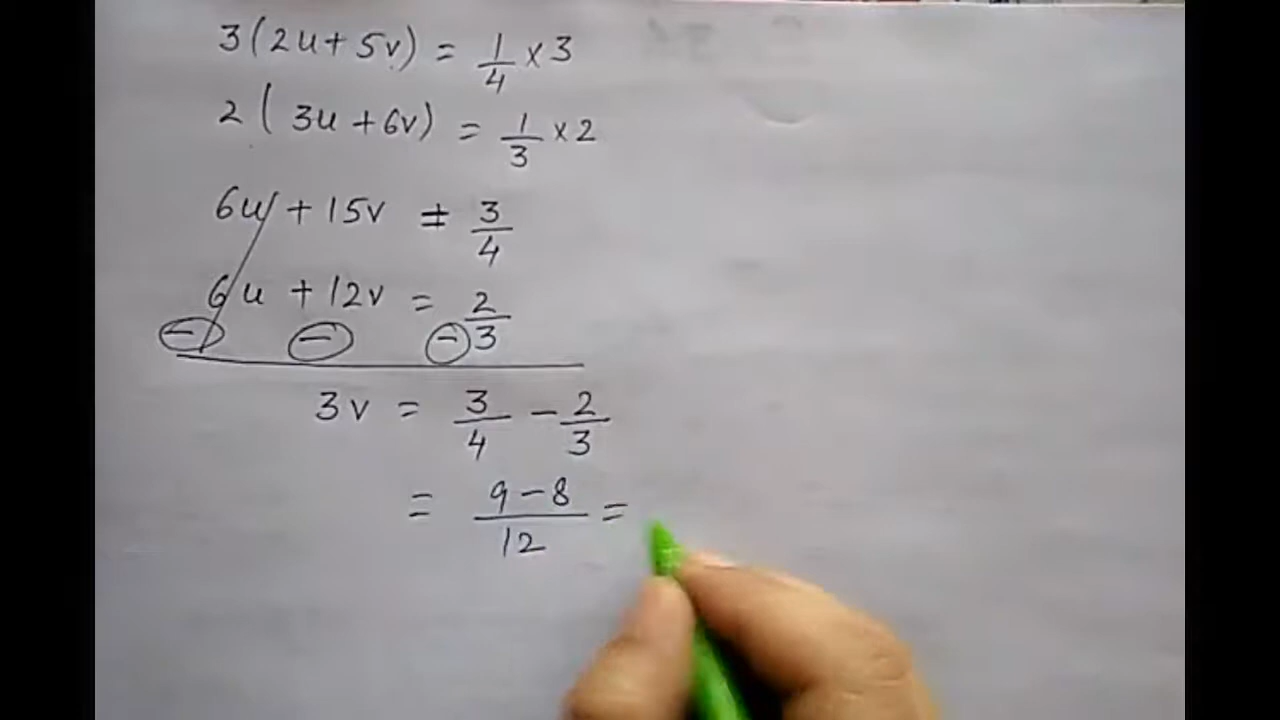 3(2u+5v) = 1/4 × 3
2(3u+6v) = 1/3 × 2
6u + 15v = 3/4
6u + 12v = 2/3
(−) (−) (−)
3v = 3/4 − 2/3
= 9−8/12 =